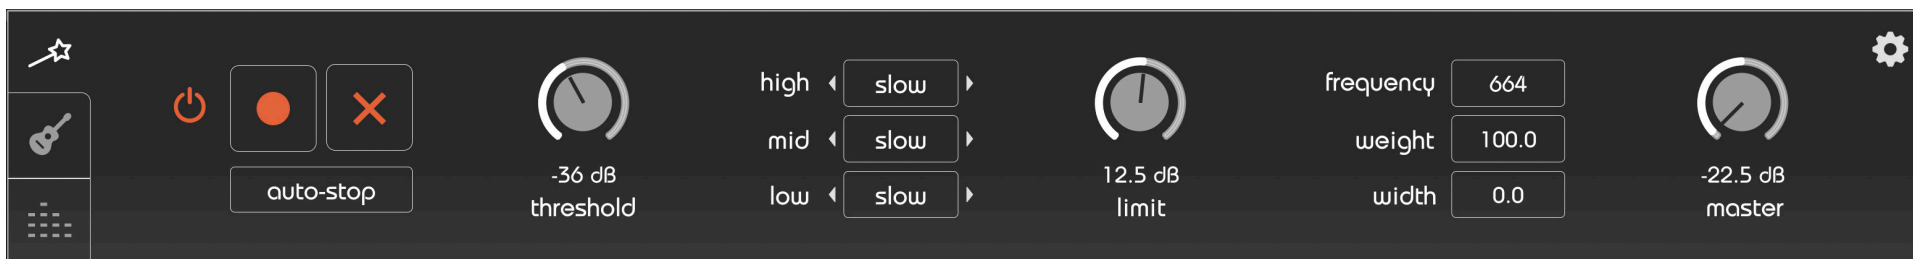 auto-stop
-36 dB
threshold
high slow
mid slow
low slow
12.5 dB
limit
frequency 664
weight 100.0
width 0.0
-22.5 dB
master